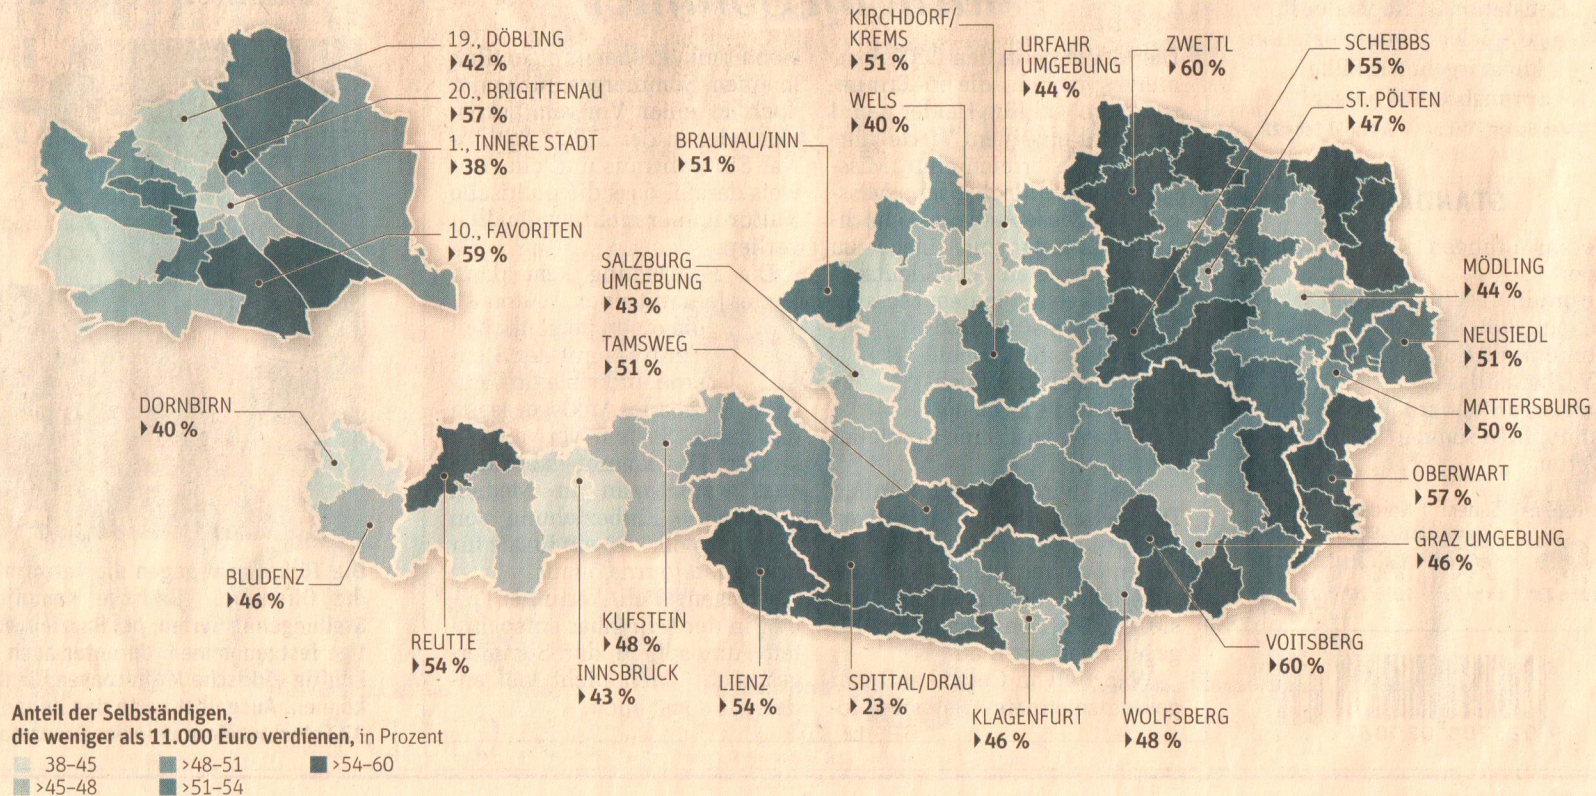 19., DÖBLING
42 %
20., BRIGITTENAU
57 %
1., INNERE STADT
38 %
10., FAVORITEN
59 %
KIRCHDORF/
KREMS
51 %
URFAHR
UMGEBUNG
44 %
ZWETTL
60 %
SCHEIBBS
55 %
ST. PÖLTEN
47 %
WELS
40 %
BRAUNAU/INN
51 %
SALZBURG
UMGEBUNG
43 %
TAMSWEG
51 %
MÖDLING
44 %
NEUSIEDL
51 %
MATTERSBURG
50 %
OBERWART
57 %
GRAZ UMGEBUNG
46 %
DORNBIRN
40 %
BLUDENZ
46 %
REUTTE
54 %
KUFSTEIN
48 %
INNSBRUCK
43 %
LIENZ
54 %
SPITTAL/DRAU
23 %
KLAGENFURT
46 %
WOLFSBERG
48 %
VOITSBERG
60 %
Anteil der Selbständigen,
die weniger als 11.000 Euro verdienen, in Prozent
38–45 >48–51 >54–60
>45–48 >51–54